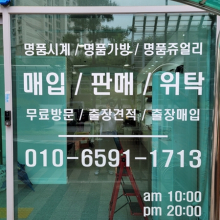 명품시계 / 명품가방 / 명품쥬얼리
매입 / 판매 / 위탁
무료방문 / 출장견적 / 출장매입
010-6591-1713
am 10:00
pm 20:00